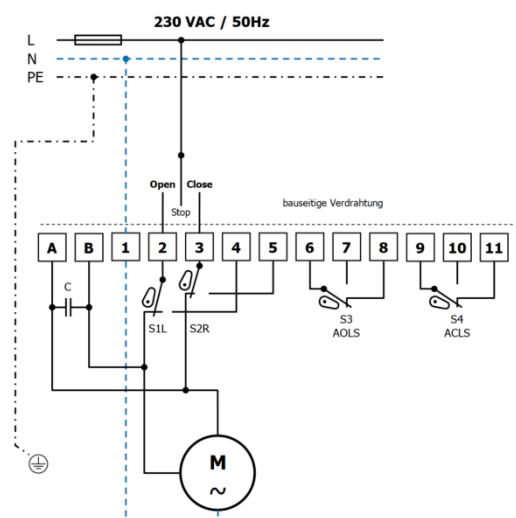 230 VAC / 50Hz
L
N
PE
Open Close
Stop
bauseitige Verdrahtung
A B 1 2 3 4 5 6 7 8 9 10 11
C
S1L S2R S3 S4
AOLS ACLS
M
~